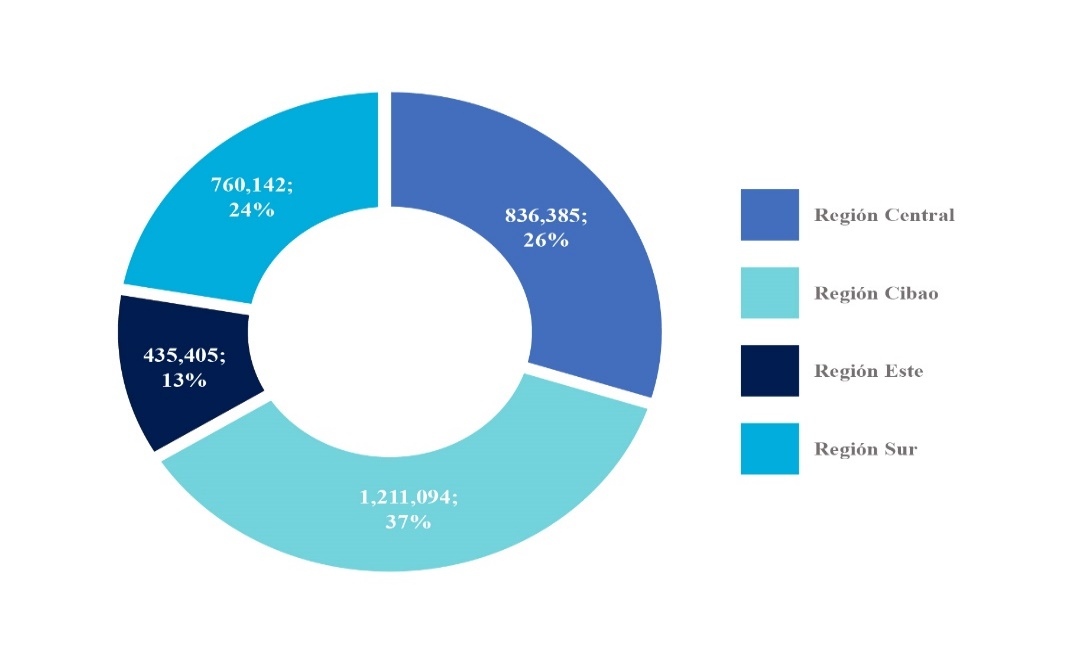 760,142;
24%
836,385;
26%
435,405;
13%
1,211,094;
37%
Región Central
Región Cibao
Región Este
Región Sur